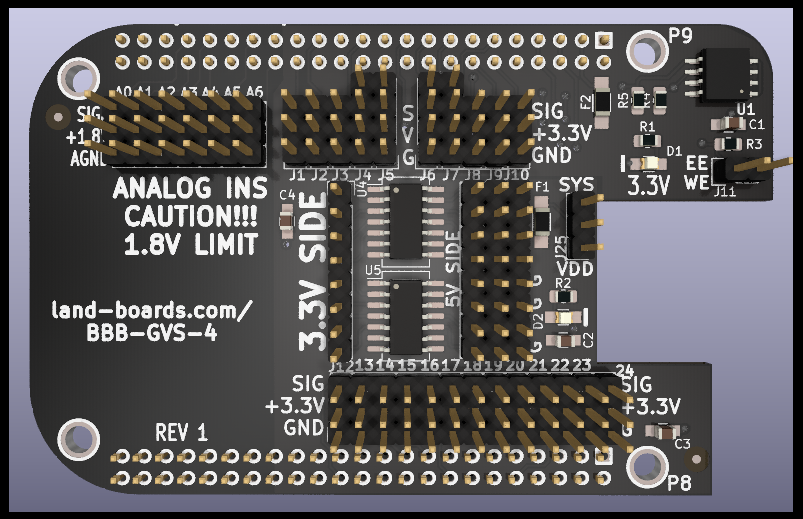 P9
A0 A1 A2 A3 A4 A5 A6
SIG
+1.8V
AGND
S
V
G
SIG
+3.3V
GND
J1 J2 J3 J4 J5
J6 J7 J8 J9 J10
F2
R5
R4
U1
C1
R1
R3
D1
3.3V
EE
WE
J11
ANALOG INS
CAUTION!!!
1.8V LIMIT
C4
3.3V SIDE
U4
U5
5V SIDE
F1
SYS
J25
VDD
R2
D2
C2
G
G
G
land-boards.com/
BBB-GVS-4
J12 13 14 15 16 17 18 19 20 21 22 23 24
SIG
+3.3V
GND
SIG
+3.3V
G
REV 1
C3
P8